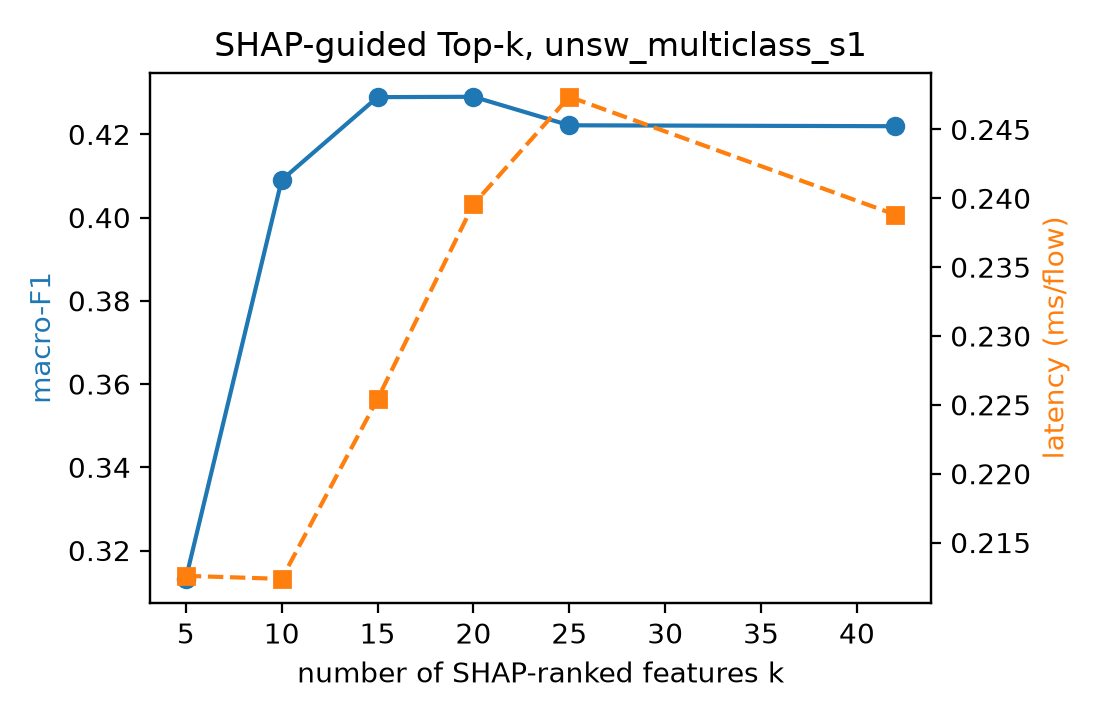 SHAP-guided Top-k, unsw_multiclass_s1
macro-F1
0.42
0.40
0.38
0.36
0.34
0.32
0.245
0.240
0.235
0.230
0.225
0.220
0.215
latency (ms/flow)
5 10 15 20 25 30 35 40
number of SHAP-ranked features k